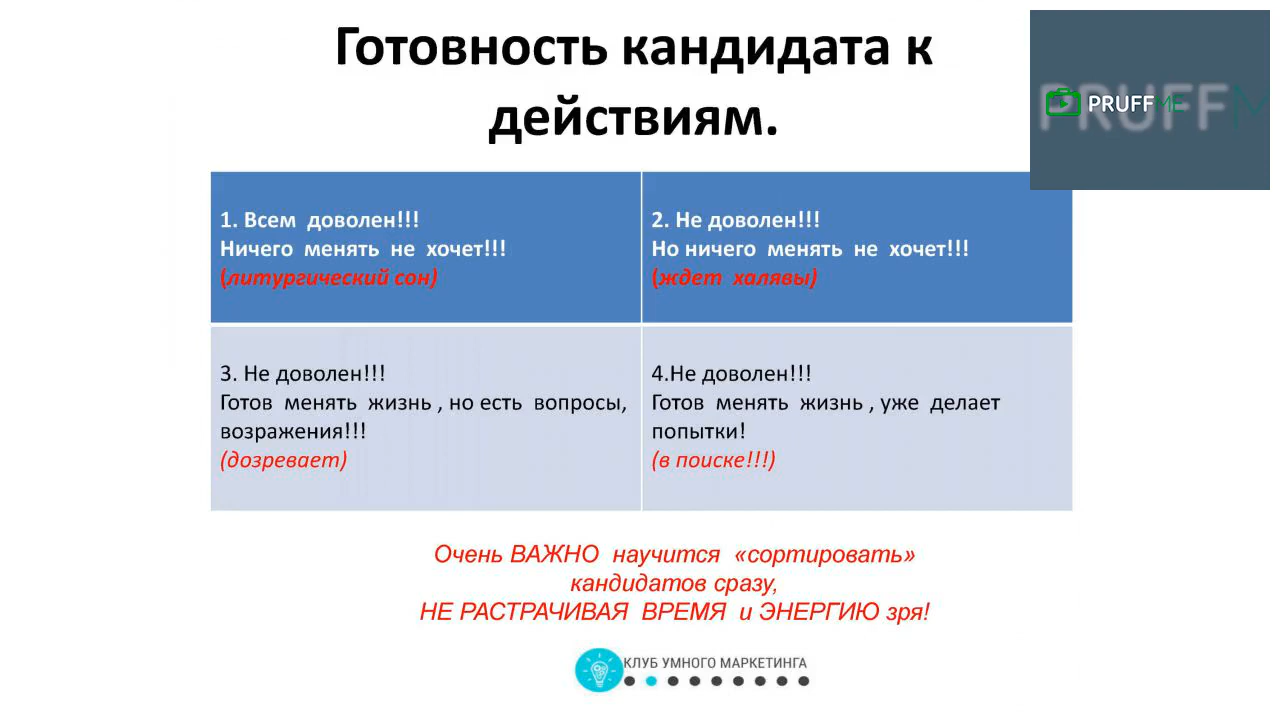 Готовность кандидата к
действиям.
PRUFFME
PRUFFM
1. Всем доволен!!!
Ничего менять не хочет!!!
(литургический сон)
2. Не доволен!!!
Но ничего менять не хочет!!!
(ждет халявы)
3. Не доволен!!!
Готов менять жизнь , но есть вопросы,
возражения!!!
(дозревает)
4.Не доволен!!!
Готов менять жизнь , уже делает
попытки!
(в поиске!!!)
Очень ВАЖНО научится «сортировать»
кандидатов сразу,
НЕ РАСТРАЧИВАЯ ВРЕМЯ и ЭНЕРГИЮ зря!
КЛУБ УМНОГО МАРКЕТИНГА